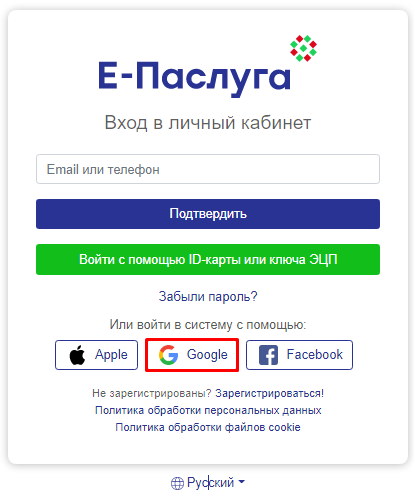 Е-Паслуга
Вход в личный кабинет
Email или телефон
Подтвердить
Войти с помощью ID-карты или ключа ЭЦП
Забыли пароль?
Или войти в систему с помощью:
Apple Google Facebook
Не зарегистрированы? Зарегистрироваться!
Политика обработки персональных данных
Политика обработки файлов cookie
Русский